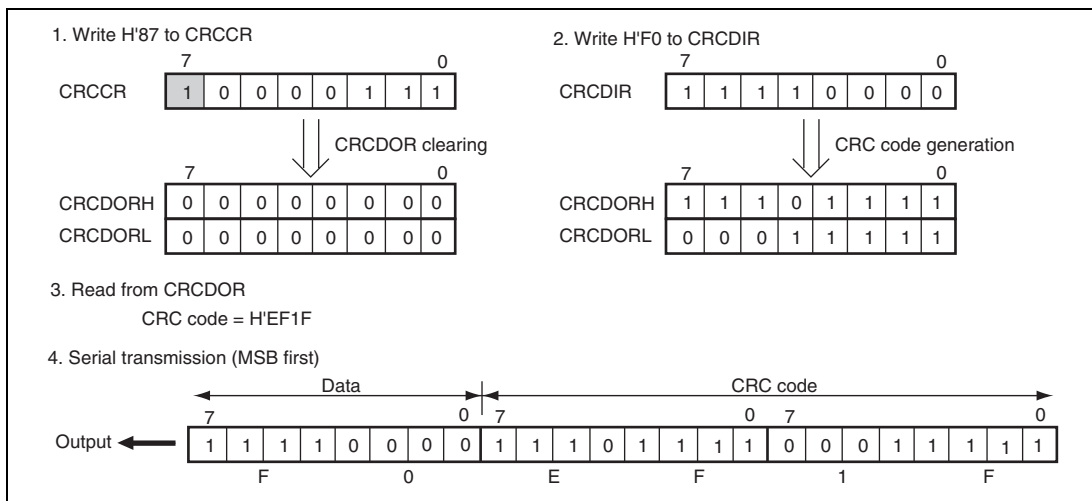 1. Write H'87 to CRCCR
7 0
CRCCR 1 0 0 0 0 1 1 1
CRCDOR clearing
7 0
CRCDORH 0 0 0 0 0 0 0 0
CRCDORL 0 0 0 0 0 0 0 0
2. Write H'F0 to CRCDIR
7 0
CRCDIR 1 1 1 1 0 0 0 0
CRC code generation
7 0
CRCDORH 1 1 1 0 1 1 1 1
CRCDORL 0 0 0 1 1 1 1 1
3. Read from CRCDOR
CRC code = H'EF1F
4. Serial transmission (MSB first)
Data CRC code
7 0 7 0 7 0
Output 1 1 1 1 0 0 0 0 1 1 1 0 1 1 1 1 0 0 0 1 1 1 1 1
F 0 E F 1 F